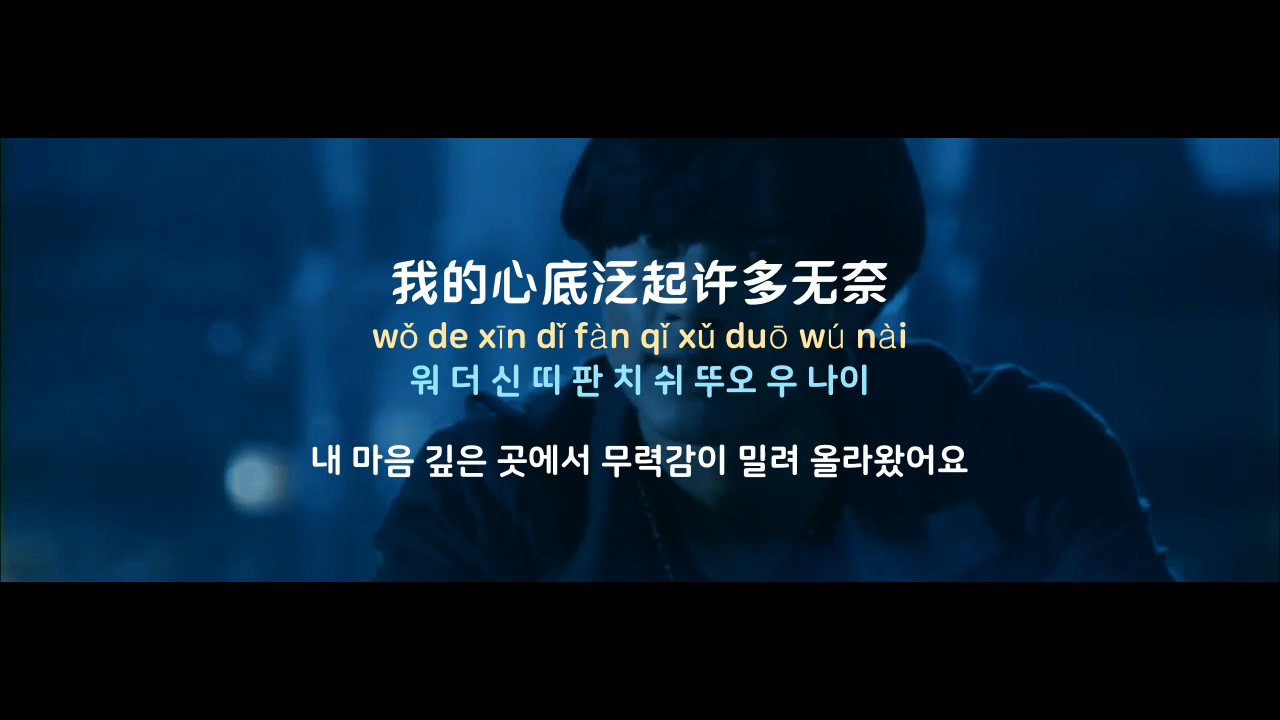 我的心底泛起许多无奈
wǒ de xīn dǐ fàn qǐ xǔ duō wú nài
워 더 신 띠 판 치 쉬 뚜오 우 나이
내 마음 깊은 곳에서 무력감이 밀려 올라왔어요